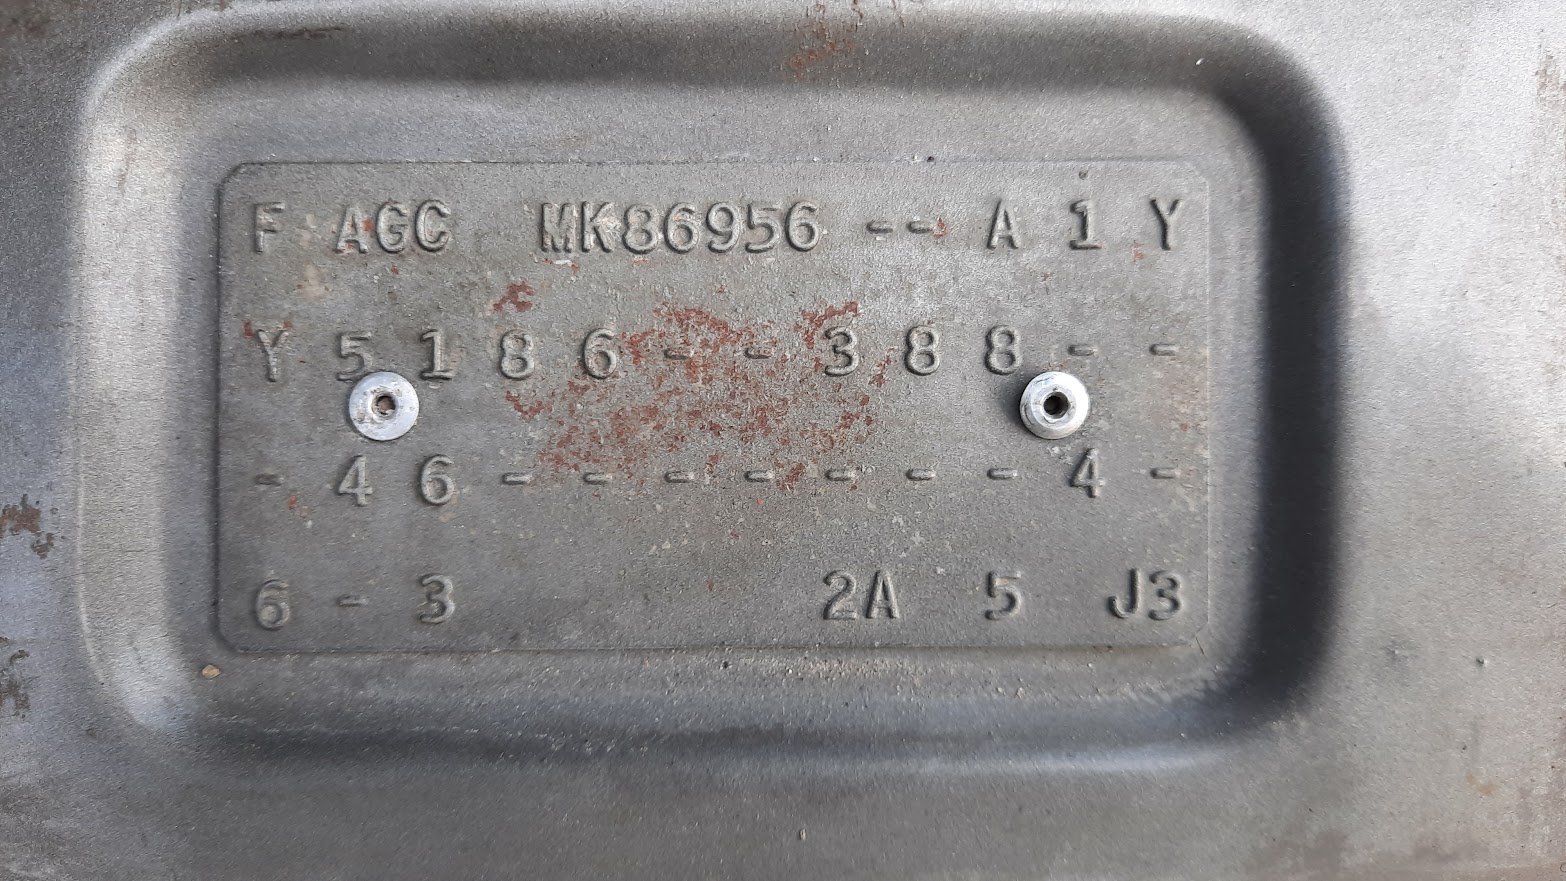 F AGC MK86956 -- A 1 Y
Y 5 1 8 6 - - 3 8 8 - -
- 4 6 - - - - - - - 4 -
6 - 3 2A 5 J3